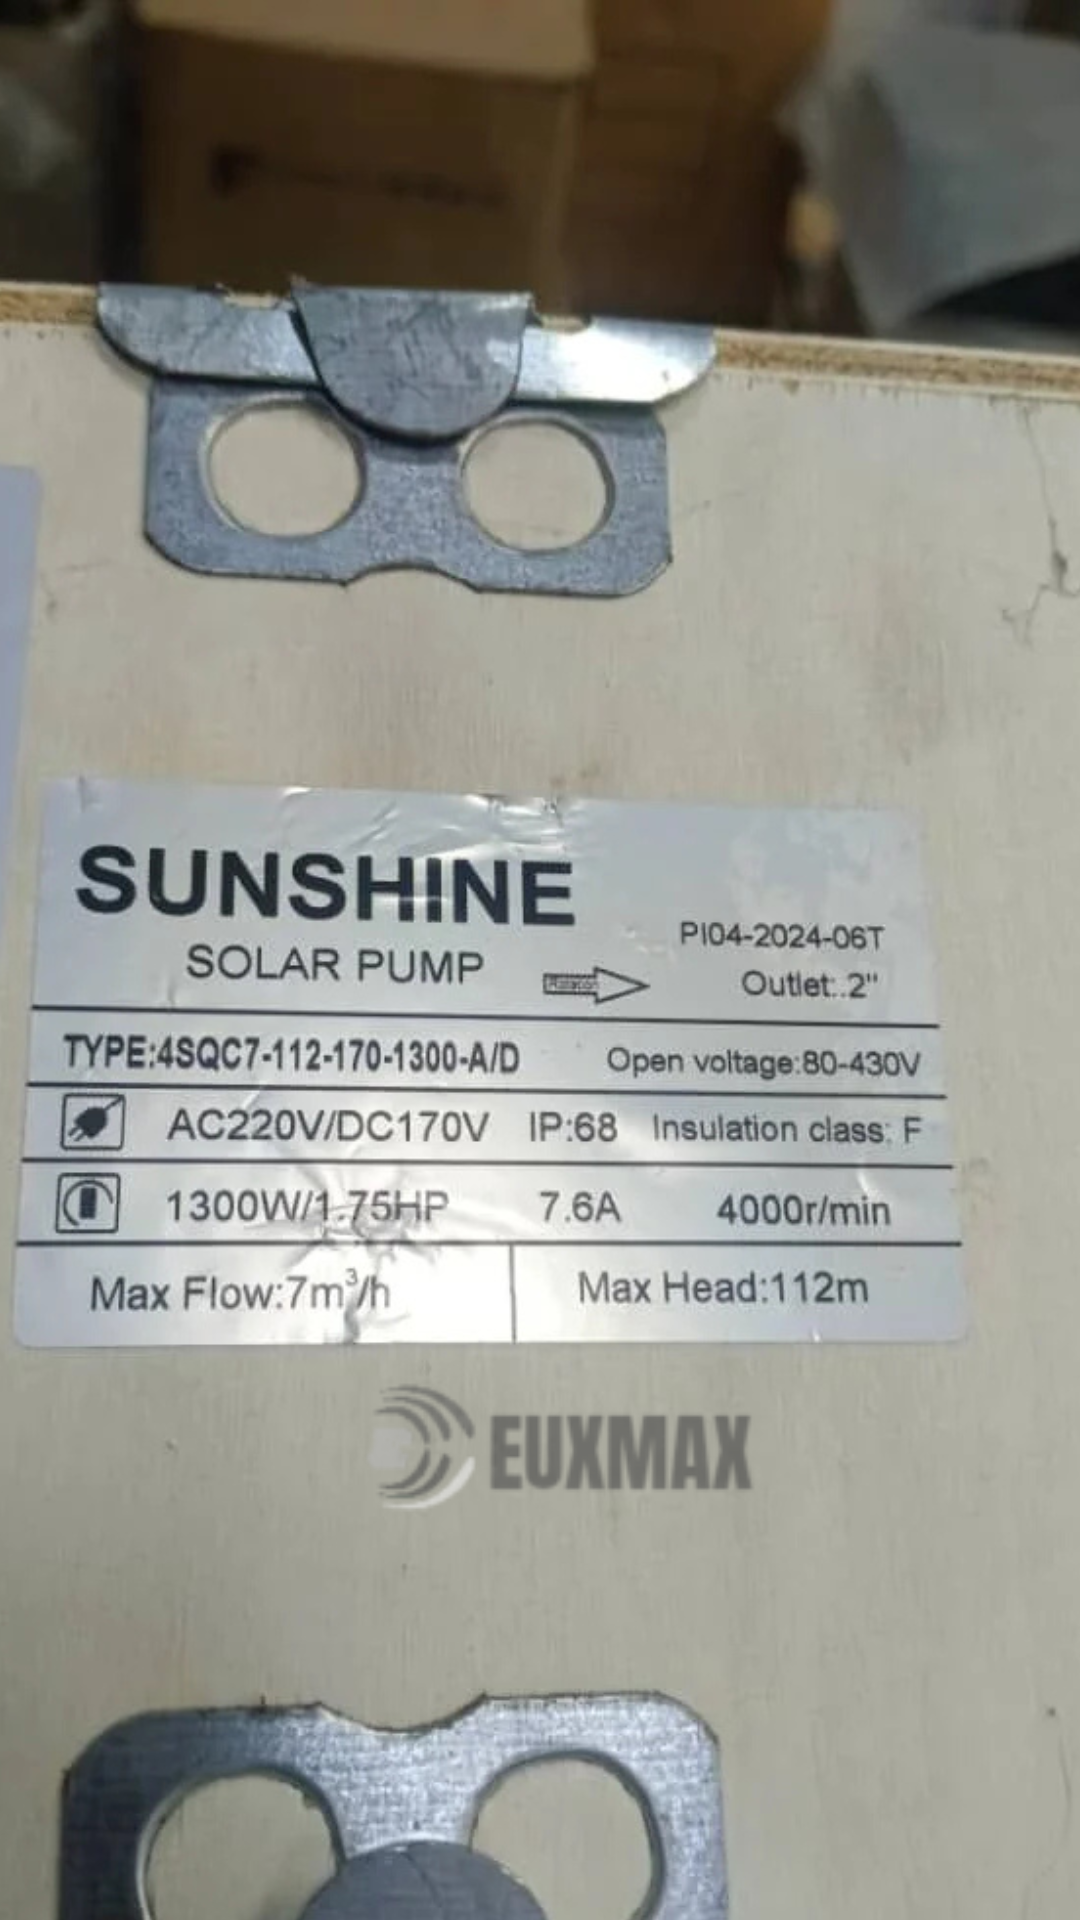 SUNSHINE
SOLAR PUMP
PI04-2024-06T
Outlet:.2"
TYPE:4SQC7-112-170-1300-A/D Open voltage:80-430V
AC220V/DC170V IP:68 Insulation class: F
1300W/1.75HP 7.6A 4000r/min
Max Flow:7m³/h Max Head:112m
EUXMAX